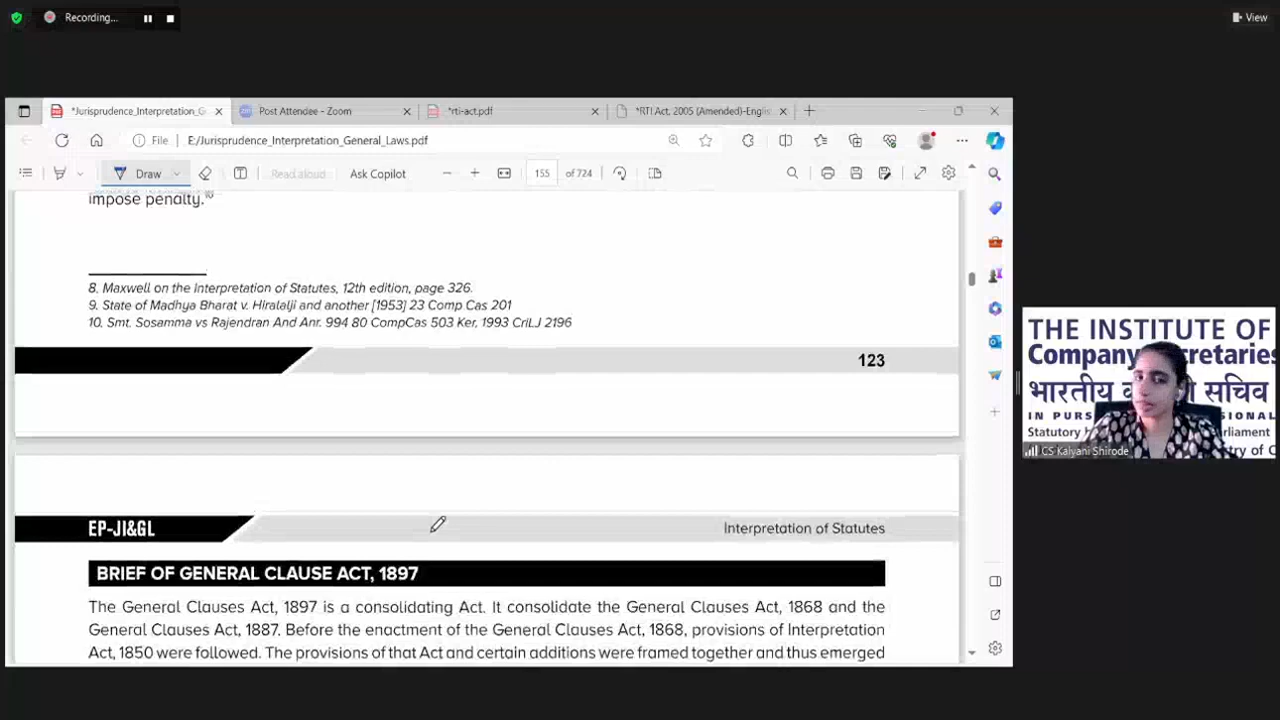 Recording...
View
*Jurisprudence_Interpretation_G
Post Attendee - Zoom
*rti-act.pdf
*RTI Act, 2005 (Amended)-Englis
File
E:/Jurisprudence_Interpretation_General_Laws.pdf
Draw
Read aloud
Ask Copilot
155
of 724
impose penalty.10
8. Maxwell on the Interpretation of Statutes, 12th edition, page 326.
9. State of Madhya Bharat v. Hiralalji and another [1953] 23 Comp Cas 201
10. Smt. Sosamma vs Rajendran And Anr. 994 80 CompCas 503 Ker, 1993 CriLJ 2196
123
EP-JI&GL
Interpretation of Statutes
BRIEF OF GENERAL CLAUSE ACT, 1897
The General Clauses Act, 1897 is a consolidating Act. It consolidate the General Clauses Act, 1868 and the
General Clauses Act, 1887. Before the enactment of the General Clauses Act, 1868, provisions of Interpretation
Act, 1850 were followed. The provisions of that Act and certain additions were framed together and thus emerged
THE INSTITUTE OF
Company
भारतीय
सचिव
IN PURS
SIONAL
Statutory
CS Kalyani Shirode